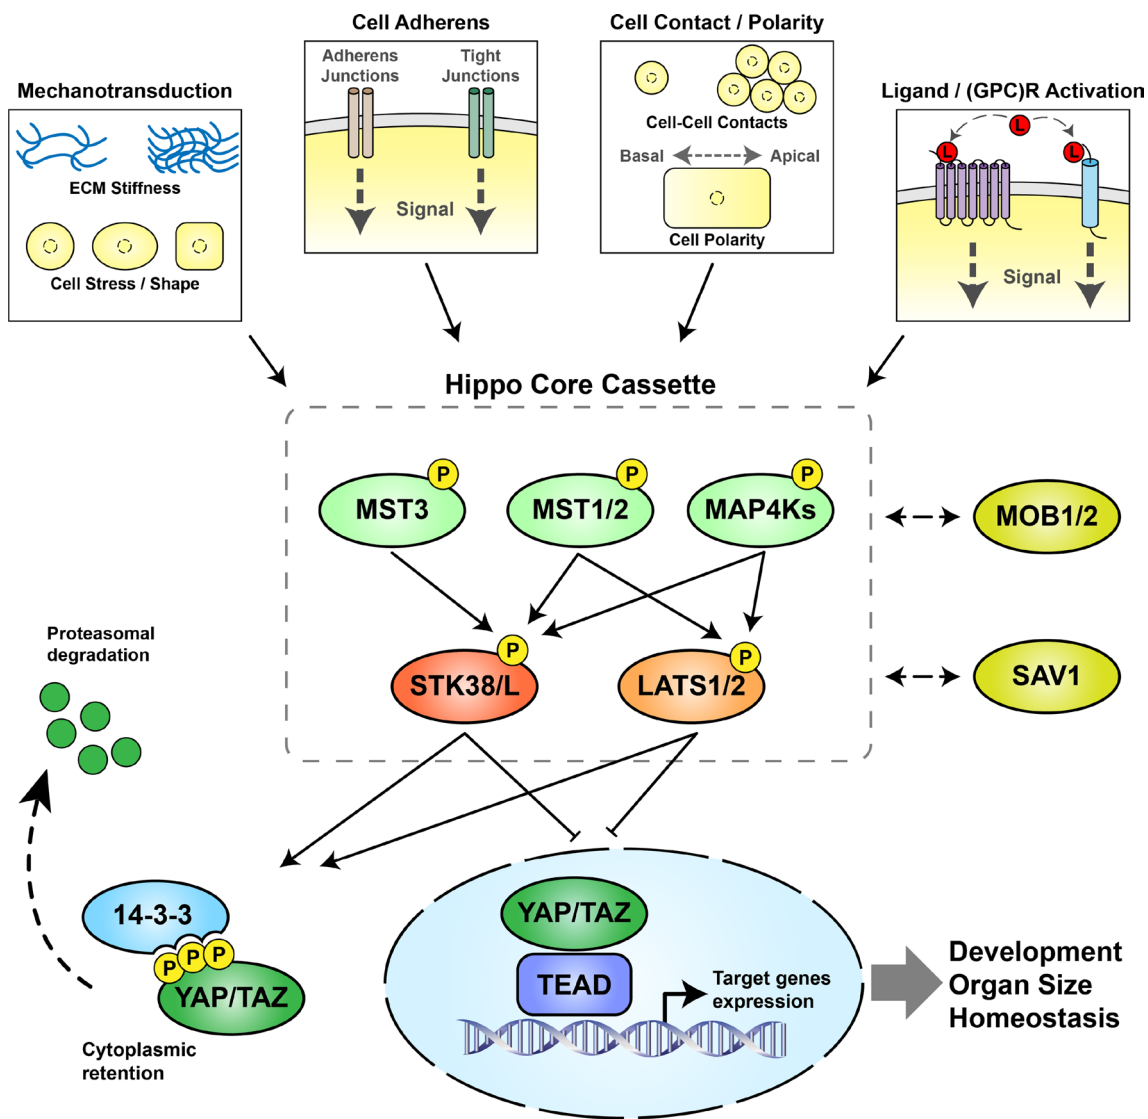 Mechanotransduction
ECM Stiffness
Cell Stress / Shape
Cell Adherens
Adherens
Junctions
Tight
Junctions
Signal
Cell Contact / Polarity
Cell-Cell Contacts
Basal
Apical
Cell Polarity
Ligand / (GPC)R Activation
L
L
L
Signal
Hippo Core Cassette
P
P
P
MST3
MST1/2
MAP4Ks
MOB1/2
P
P
STK38/L
LATS1/2
SAV1
Proteasomal
degradation
14-3-3
P
P
P
YAP/TAZ
Cytoplasmic
retention
YAP/TAZ
TEAD
Target genes
expression
Development
Organ Size
Homeostasis